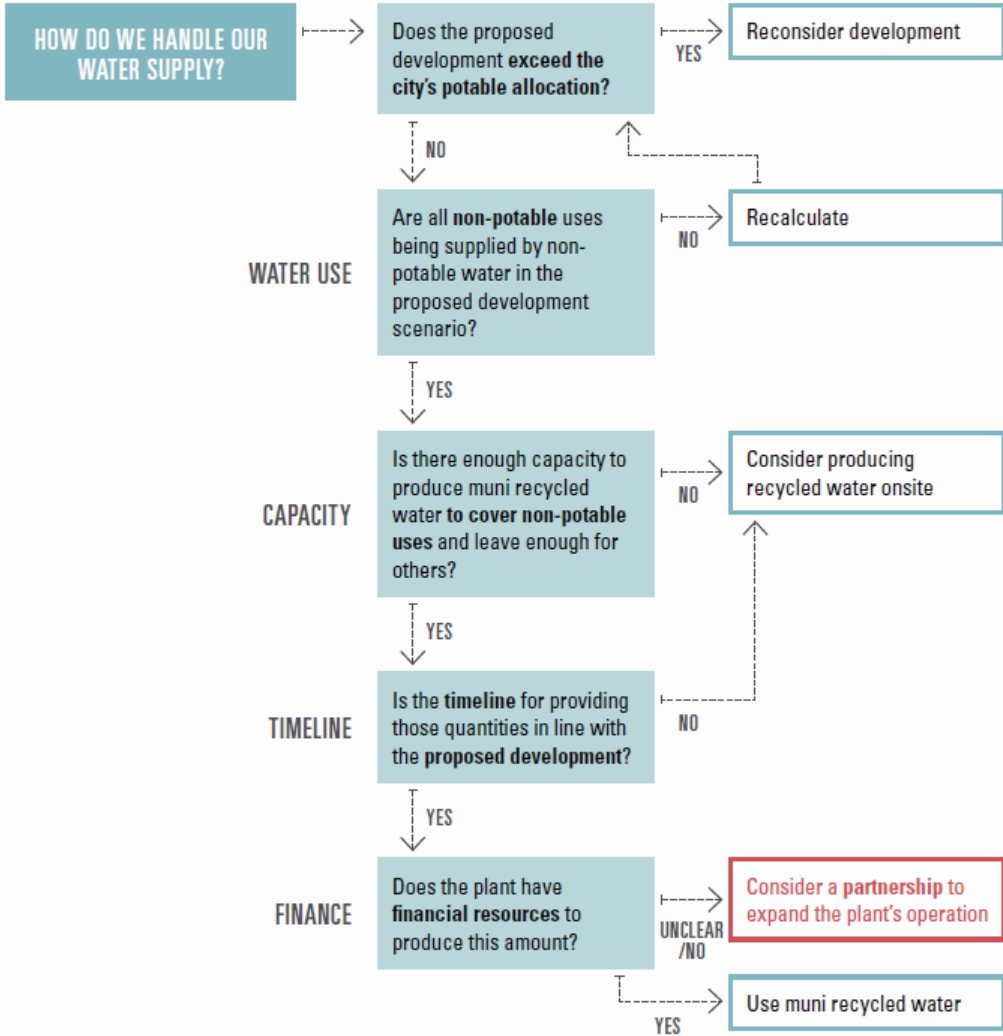 HOW DO WE HANDLE OUR
WATER SUPPLY?
Does the proposed
development exceed the
city's potable allocation?
YES
Reconsider development
NO
WATER USE
Are all non-potable uses
being supplied by non-
potable water in the
proposed development
scenario?
NO
Recalculate
YES
CAPACITY
Is there enough capacity to
produce muni recycled
water to cover non-potable
uses and leave enough for
others?
NO
Consider producing
recycled water onsite
YES
TIMELINE
Is the timeline for providing
those quantities in line with
the proposed development?
NO
YES
FINANCE
Does the plant have
financial resources to
produce this amount?
UNCLEAR
/NO
Consider a partnership to
expand the plant's operation
YES
Use muni recycled water